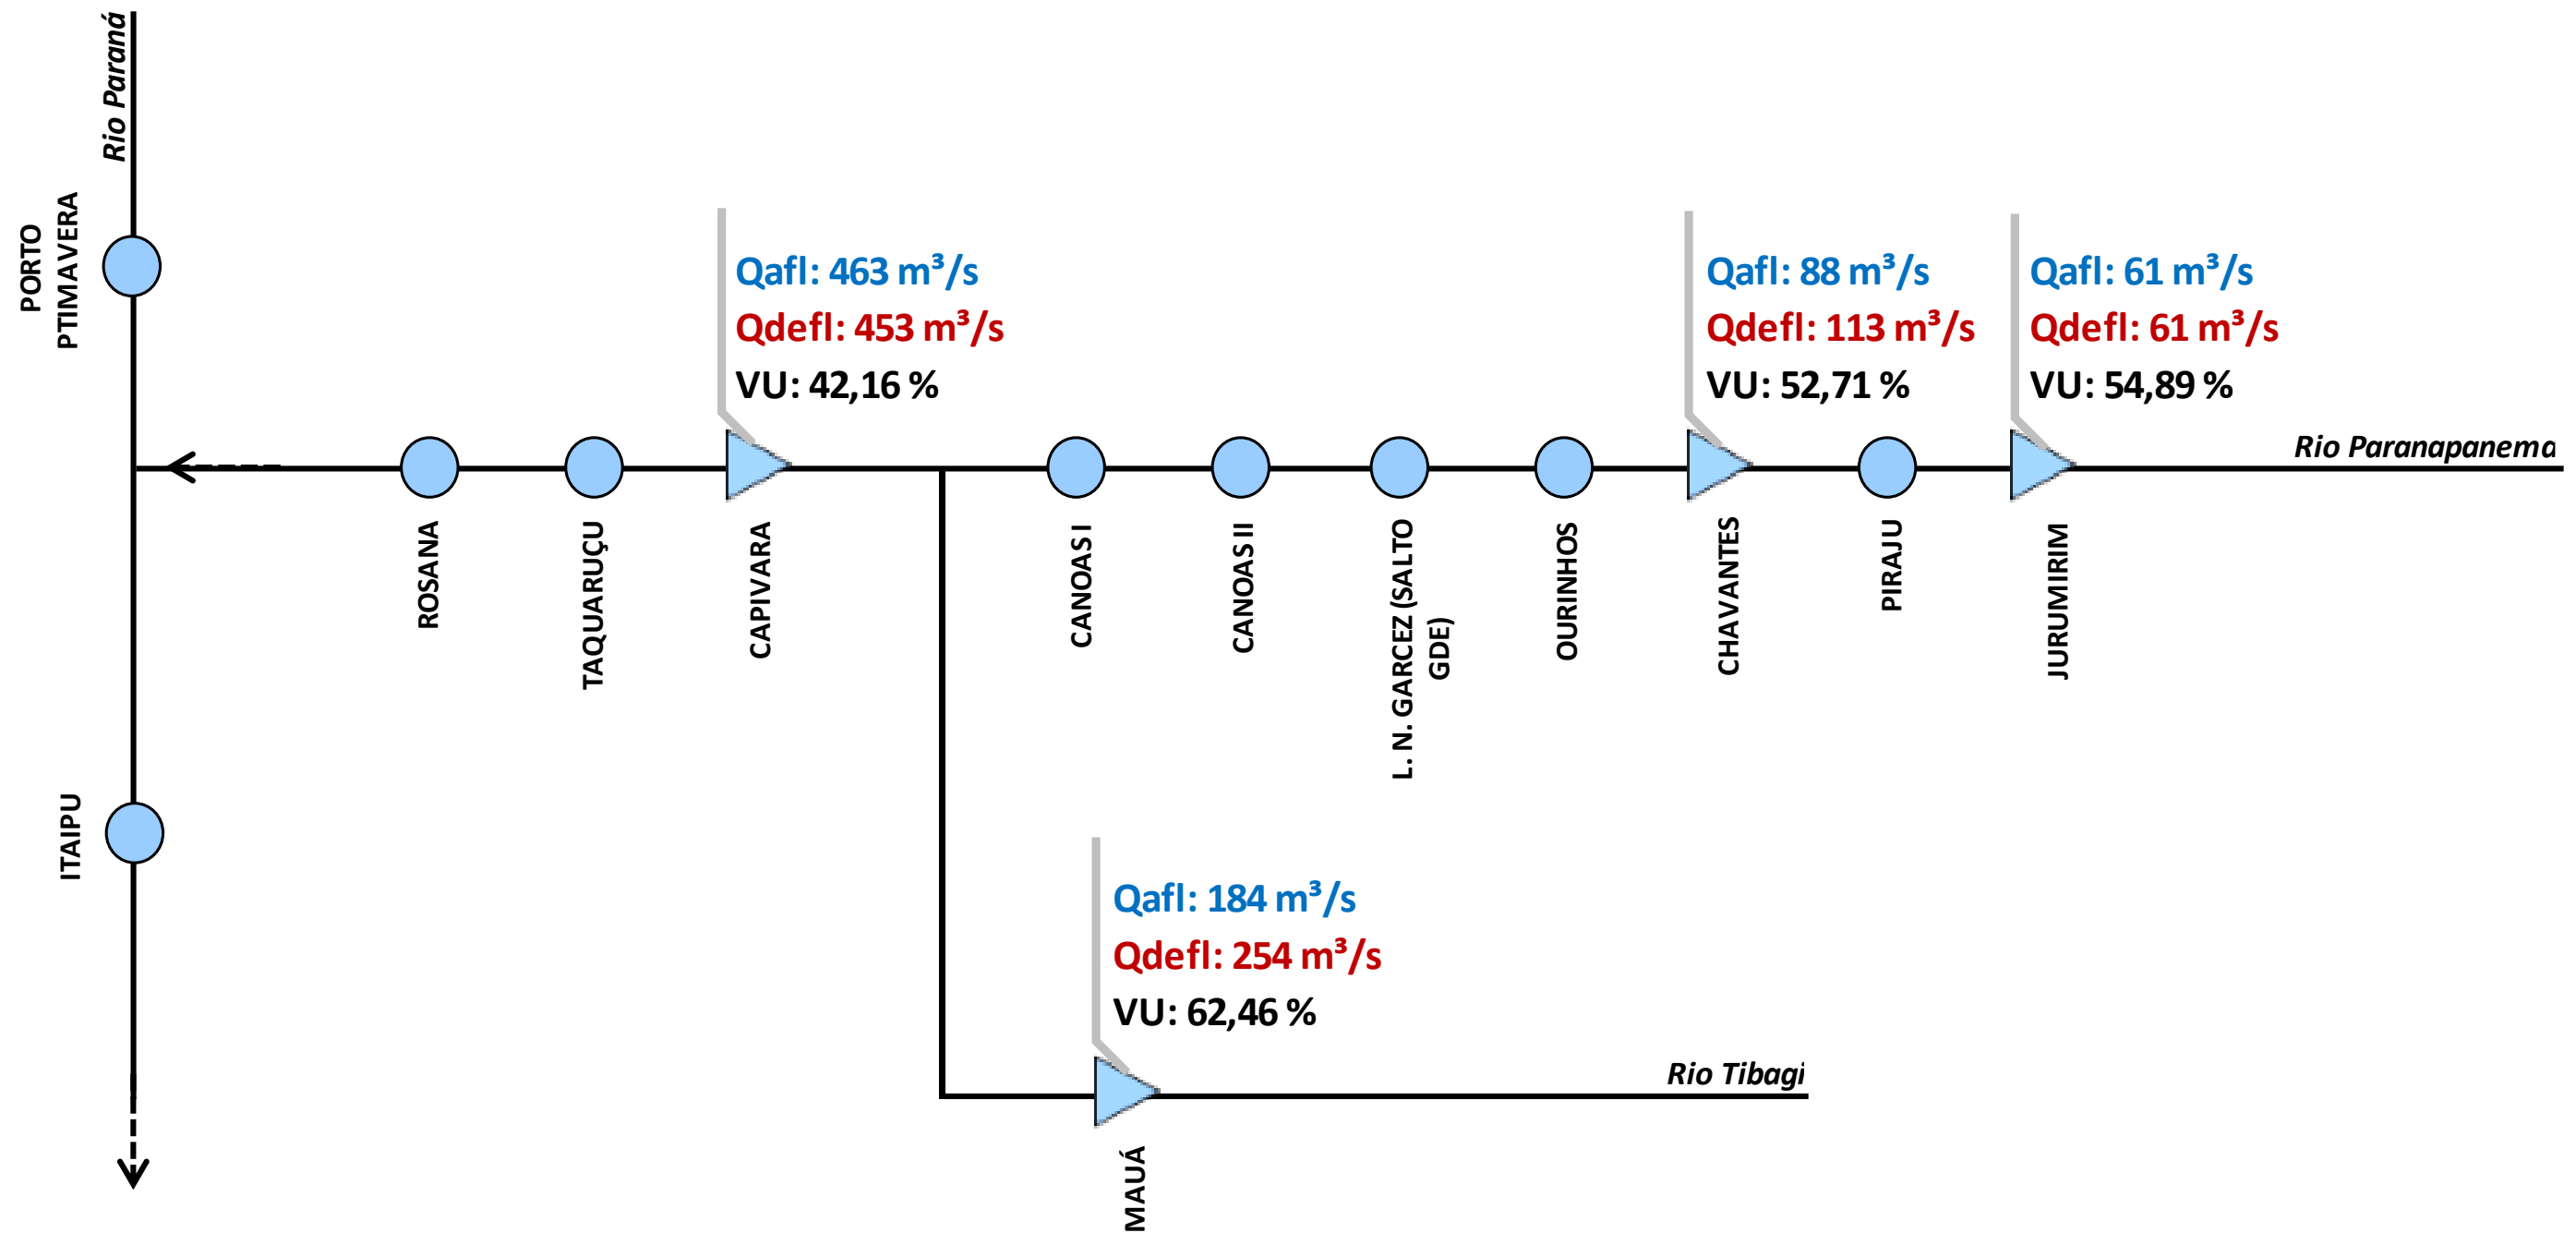 Rio Paraná
PORTO
PTIMAVERA
Qafl: 463 m³/s
Qdefl: 453 m³/s
VU: 42,16 %
Qafl: 88 m³/s
Qdefl: 113 m³/s
VU: 52,71 %
Qafl: 61 m³/s
Qdefl: 61 m³/s
VU: 54,89 %
Rio Paranapanema
ROSANA
TAQUARUÇU
CAPIVARA
CANOAS I
CANOAS II
L. N. GARCEZ (SALTO
GDE)
OURINHOS
CHAVANTES
PIRAJU
JURUMIRIM
ITAIPU
Qafl: 184 m³/s
Qdefl: 254 m³/s
VU: 62,46 %
Rio Tibagi
MAUÁ